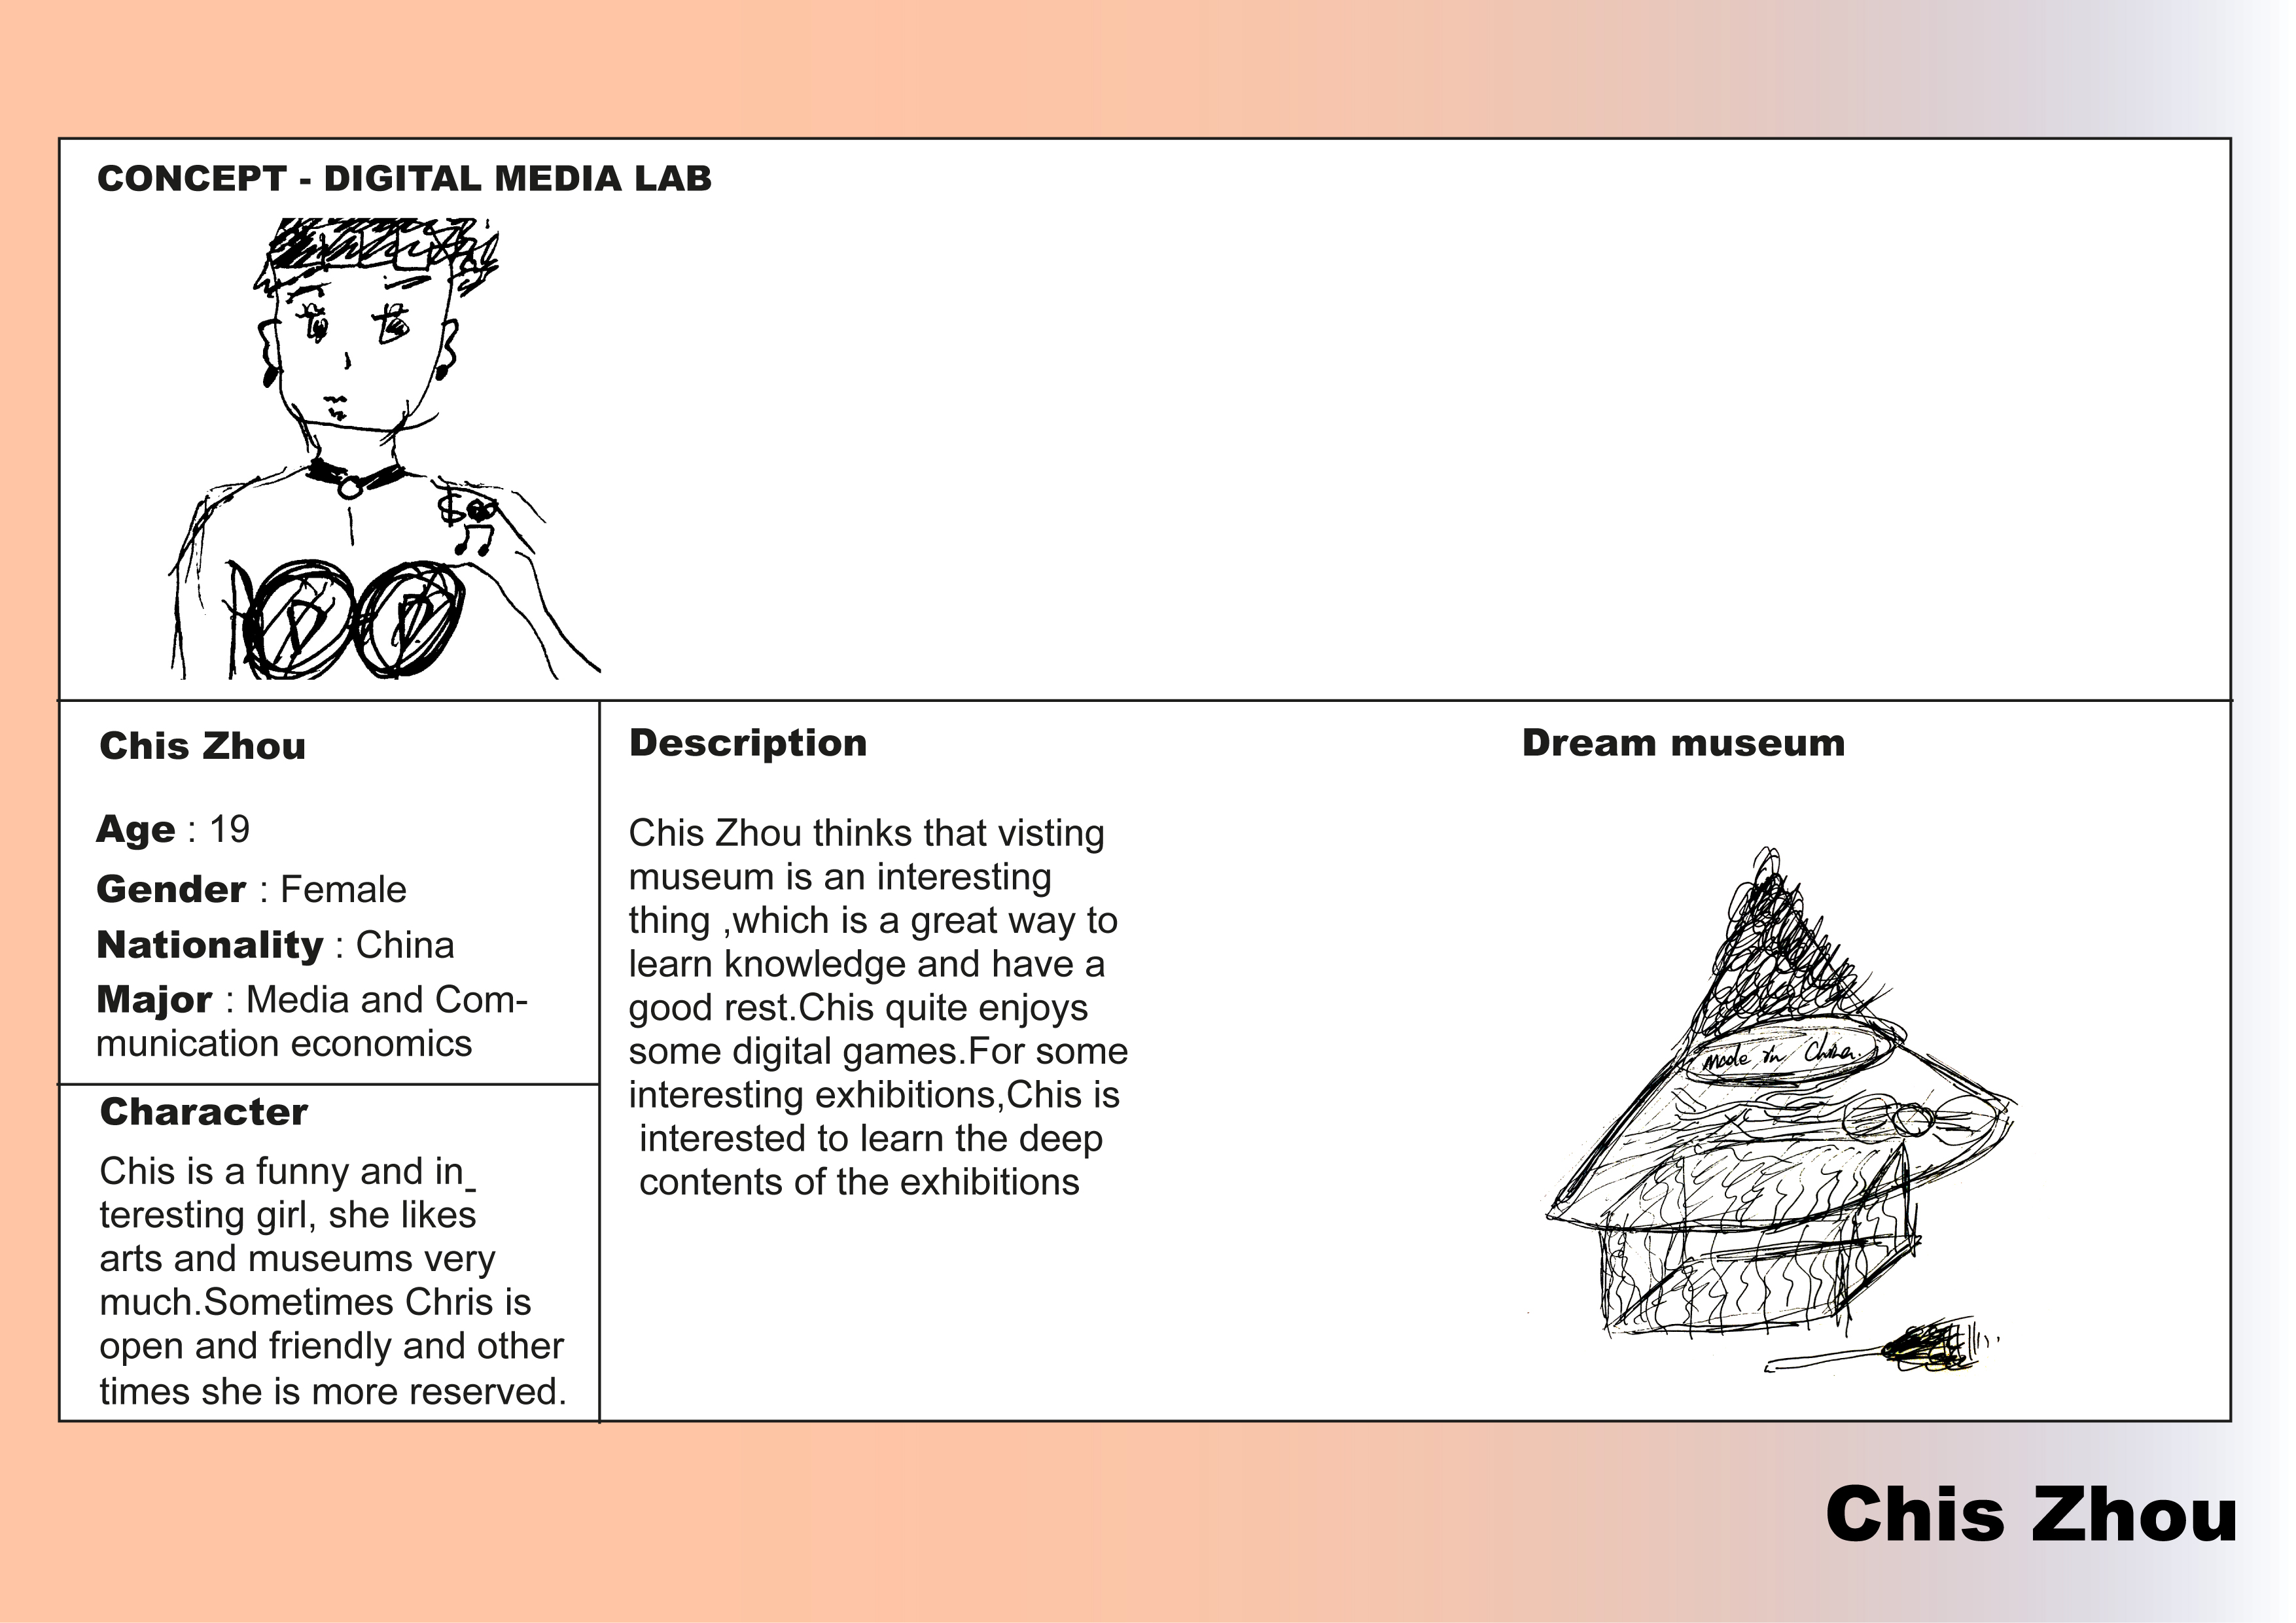 CONCEPT - DIGITAL MEDIA LAB
Chis Zhou
Age : 19
Gender : Female
Nationality : China
Major : Media and Com-
munication economics
Character
Chis is a funny and in_
teresting girl, she likes
arts and museums very
much.Sometimes Chris is
open and friendly and other
times she is more reserved.
Description
Chis Zhou thinks that visting
museum is an interesting
thing ,which is a great way to
learn knowledge and have a
good rest.Chis quite enjoys
some digital games.For some
interesting exhibitions,Chis is
interested to learn the deep
contents of the exhibitions
Dream museum
made in China.
Chis Zhou